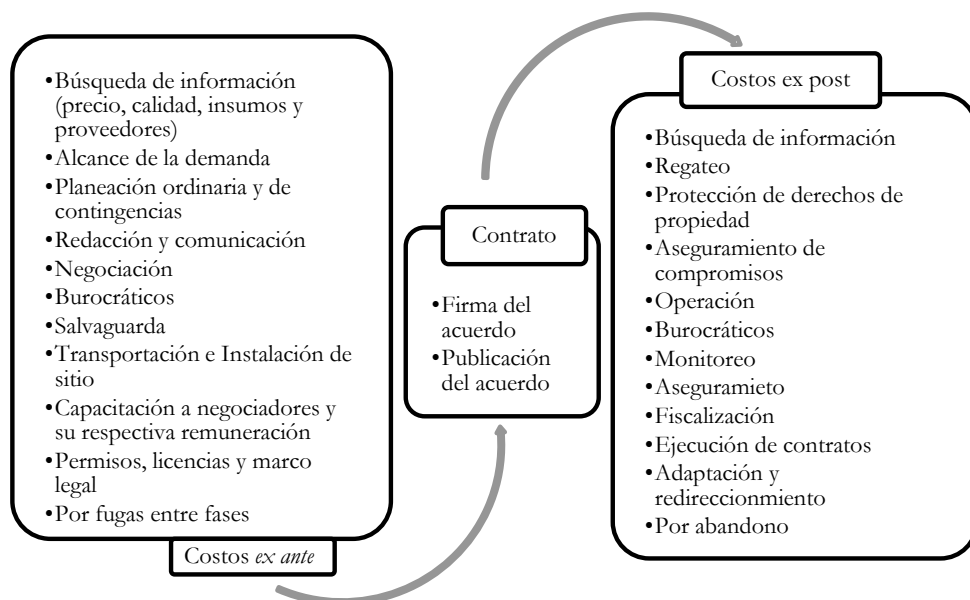 •Búsqueda de información
(precio, calidad, insumos y
proveedores)
•Alcance de la demanda
•Planeación ordinaria y de
contingencias
•Redacción y comunicación
•Negociación
•Burocráticos
•Salvaguarda
•Transportación e Instalación de
sitio
•Capacitación a negociadores y
su respectiva remuneración
•Permisos, licencias y marco
legal
•Por fugas entre fases
Costos ex ante
Contrato
•Firma del
acuerdo
•Publicación
del acuerdo
Costos ex post
•Búsqueda de información
•Regateo
•Protección de derechos de
propiedad
•Aseguramiento de
compromisos
•Operación
•Burocráticos
•Monitoreo
•Aseguramieto
•Fiscalización
•Ejecución de contratos
•Adaptación y
redireccionmiento
•Por abandono